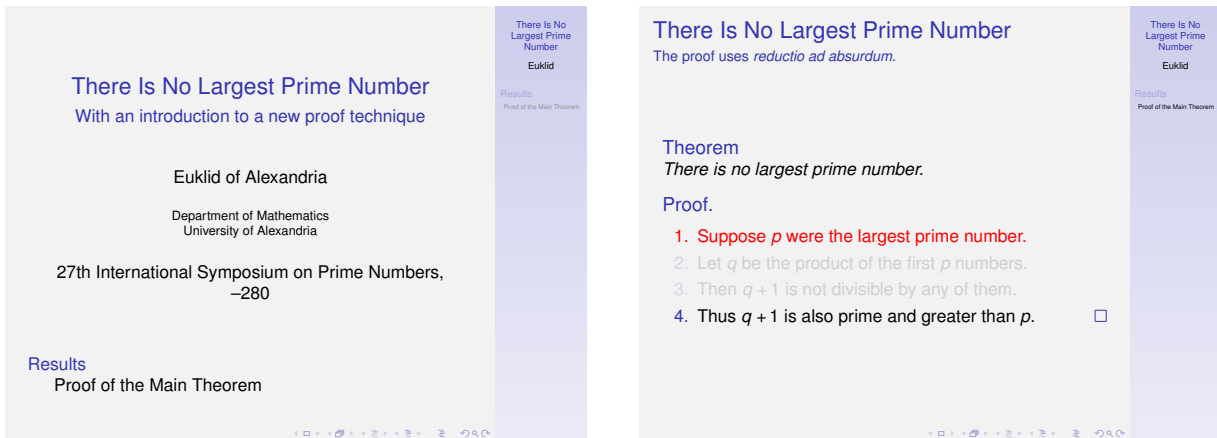 There Is No Largest Prime Number
With an introduction to a new proof technique
Euklid of Alexandria
Department of Mathematics
University of Alexandria
27th International Symposium on Prime Numbers,
–280
Results
Proof of the Main Theorem
There Is No
Largest Prime
Number
Euklid
Results
Proof of the Main Theorem
There Is No Largest Prime Number
The proof uses reductio ad absurdum.
Theorem
There is no largest prime number.
Proof.
1. Suppose p were the largest prime number.
2. Let q be the product of the first p numbers.
3. Then q + 1 is not divisible by any of them.
4. Thus q + 1 is also prime and greater than p. □
There Is No
Largest Prime
Number
Euklid
Results
Proof of the Main Theorem